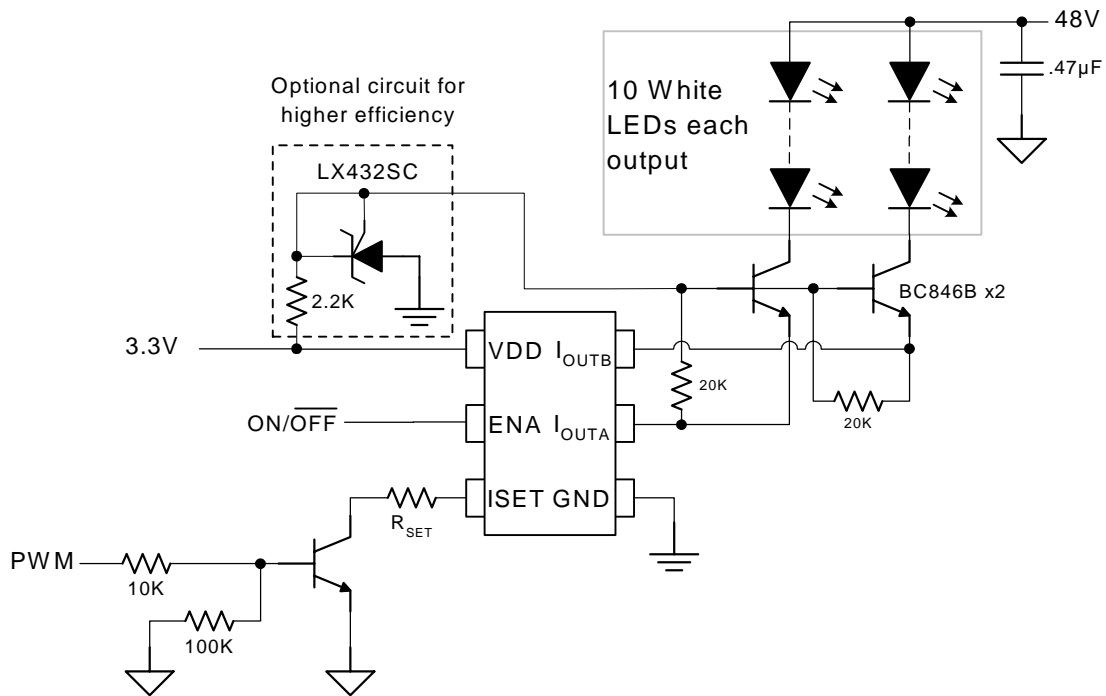 48V
.47µF
10 White
LEDs each
output
Optional circuit for
higher efficiency
LX432SC
2.2K
BC846B x2
3.3V
VDD I_OUTB
20K
20K
ON/OFF
ENA I_OUTA
ISET GND
R_SET
PWM
10K
100K